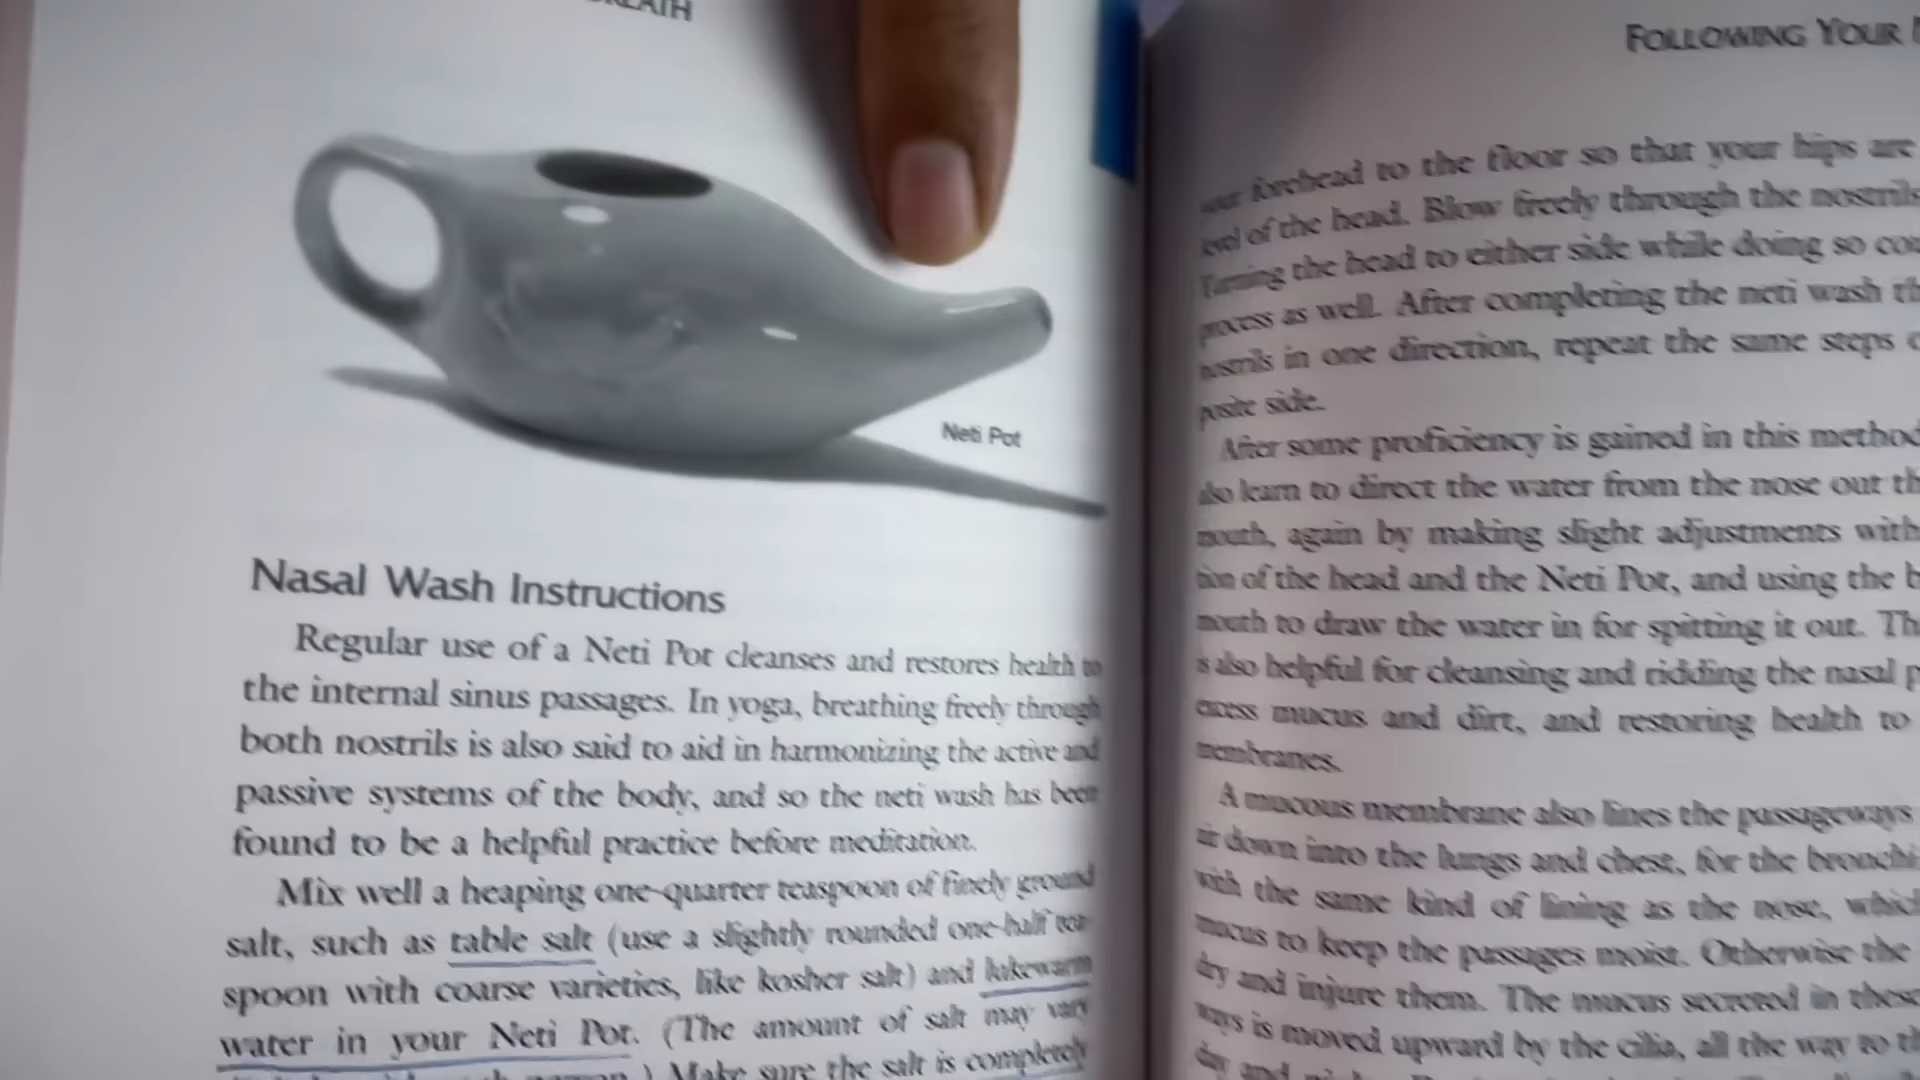 FOLLOWING YOUR
Neti Pot
Nasal Wash Instructions
Regular use of a Neti Pot cleanses and restores health to
the internal sinus passages. In yoga, breathing freely through
both nostrils is also said to aid in harmonizing the active and
passive systems of the body, and so the neti wash has been
found to be a helpful practice before meditation.
Mix well a heaping one-quarter teaspoon of finely ground
salt, such as table salt (use a slightly rounded one-half tea-
spoon with coarse varieties, like kosher salt) and lukewarm
water in your Neti Pot. (The amount of salt may vary
Make sure the salt is completely
forehead to the floor so that your hips are
of the head. Blow freely through the nostrils
Turning the head to either side while doing so
process as well. After completing the neti wash
nostrils in one direction, repeat the same steps
side.
After some proficiency is gained in this method
also learn to direct the water from the nose out
mouth, again by making slight adjustments with
of the head and the Neti Pot, and using the
mouth to draw the water in for spitting it out.
is also helpful for cleansing and ridding the nasal
excess mucus and dirt, and restoring health to
membranes.
A mucous membrane also lines the passageways
air down into the lungs and chest, for the
with the same kind of lining as the nose,
mucus to keep the passages moist. Otherwise the
dry and injure them. The mucus secreted in these
is moved upward by the cilia, all the way to
day and